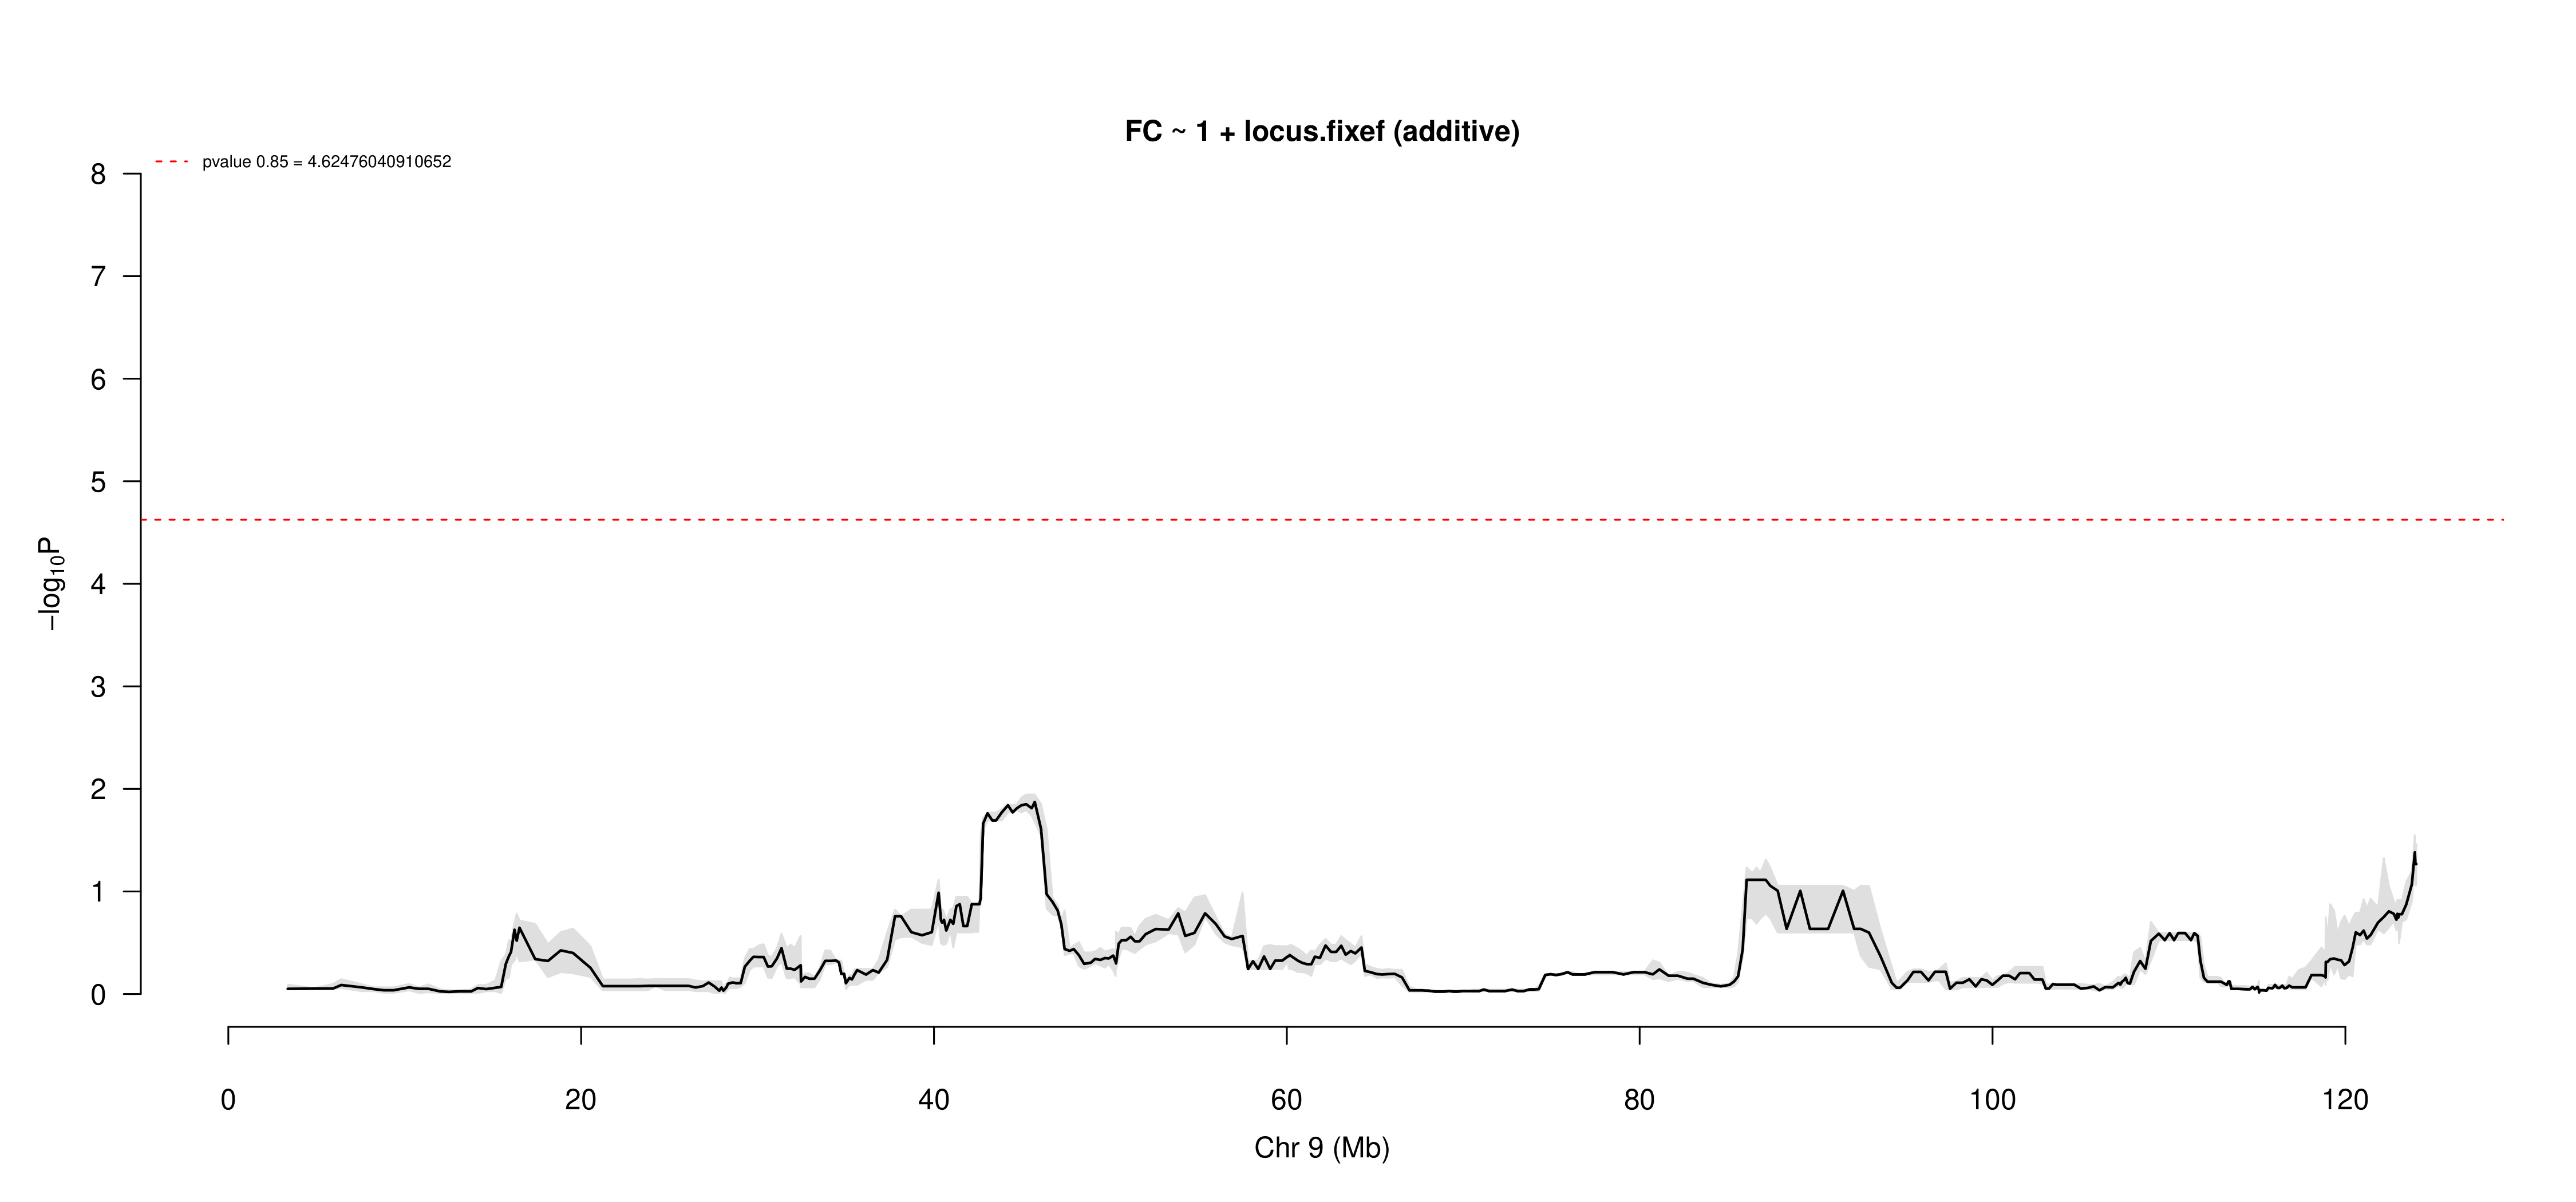 FC ~ 1 + locus.fixef (additive)
pvalue 0.85 = 4.62476040910652
8
7
6
5
4
3
2
1
0
−log10P
0 20 40 60 80 100 120
Chr 9 (Mb)